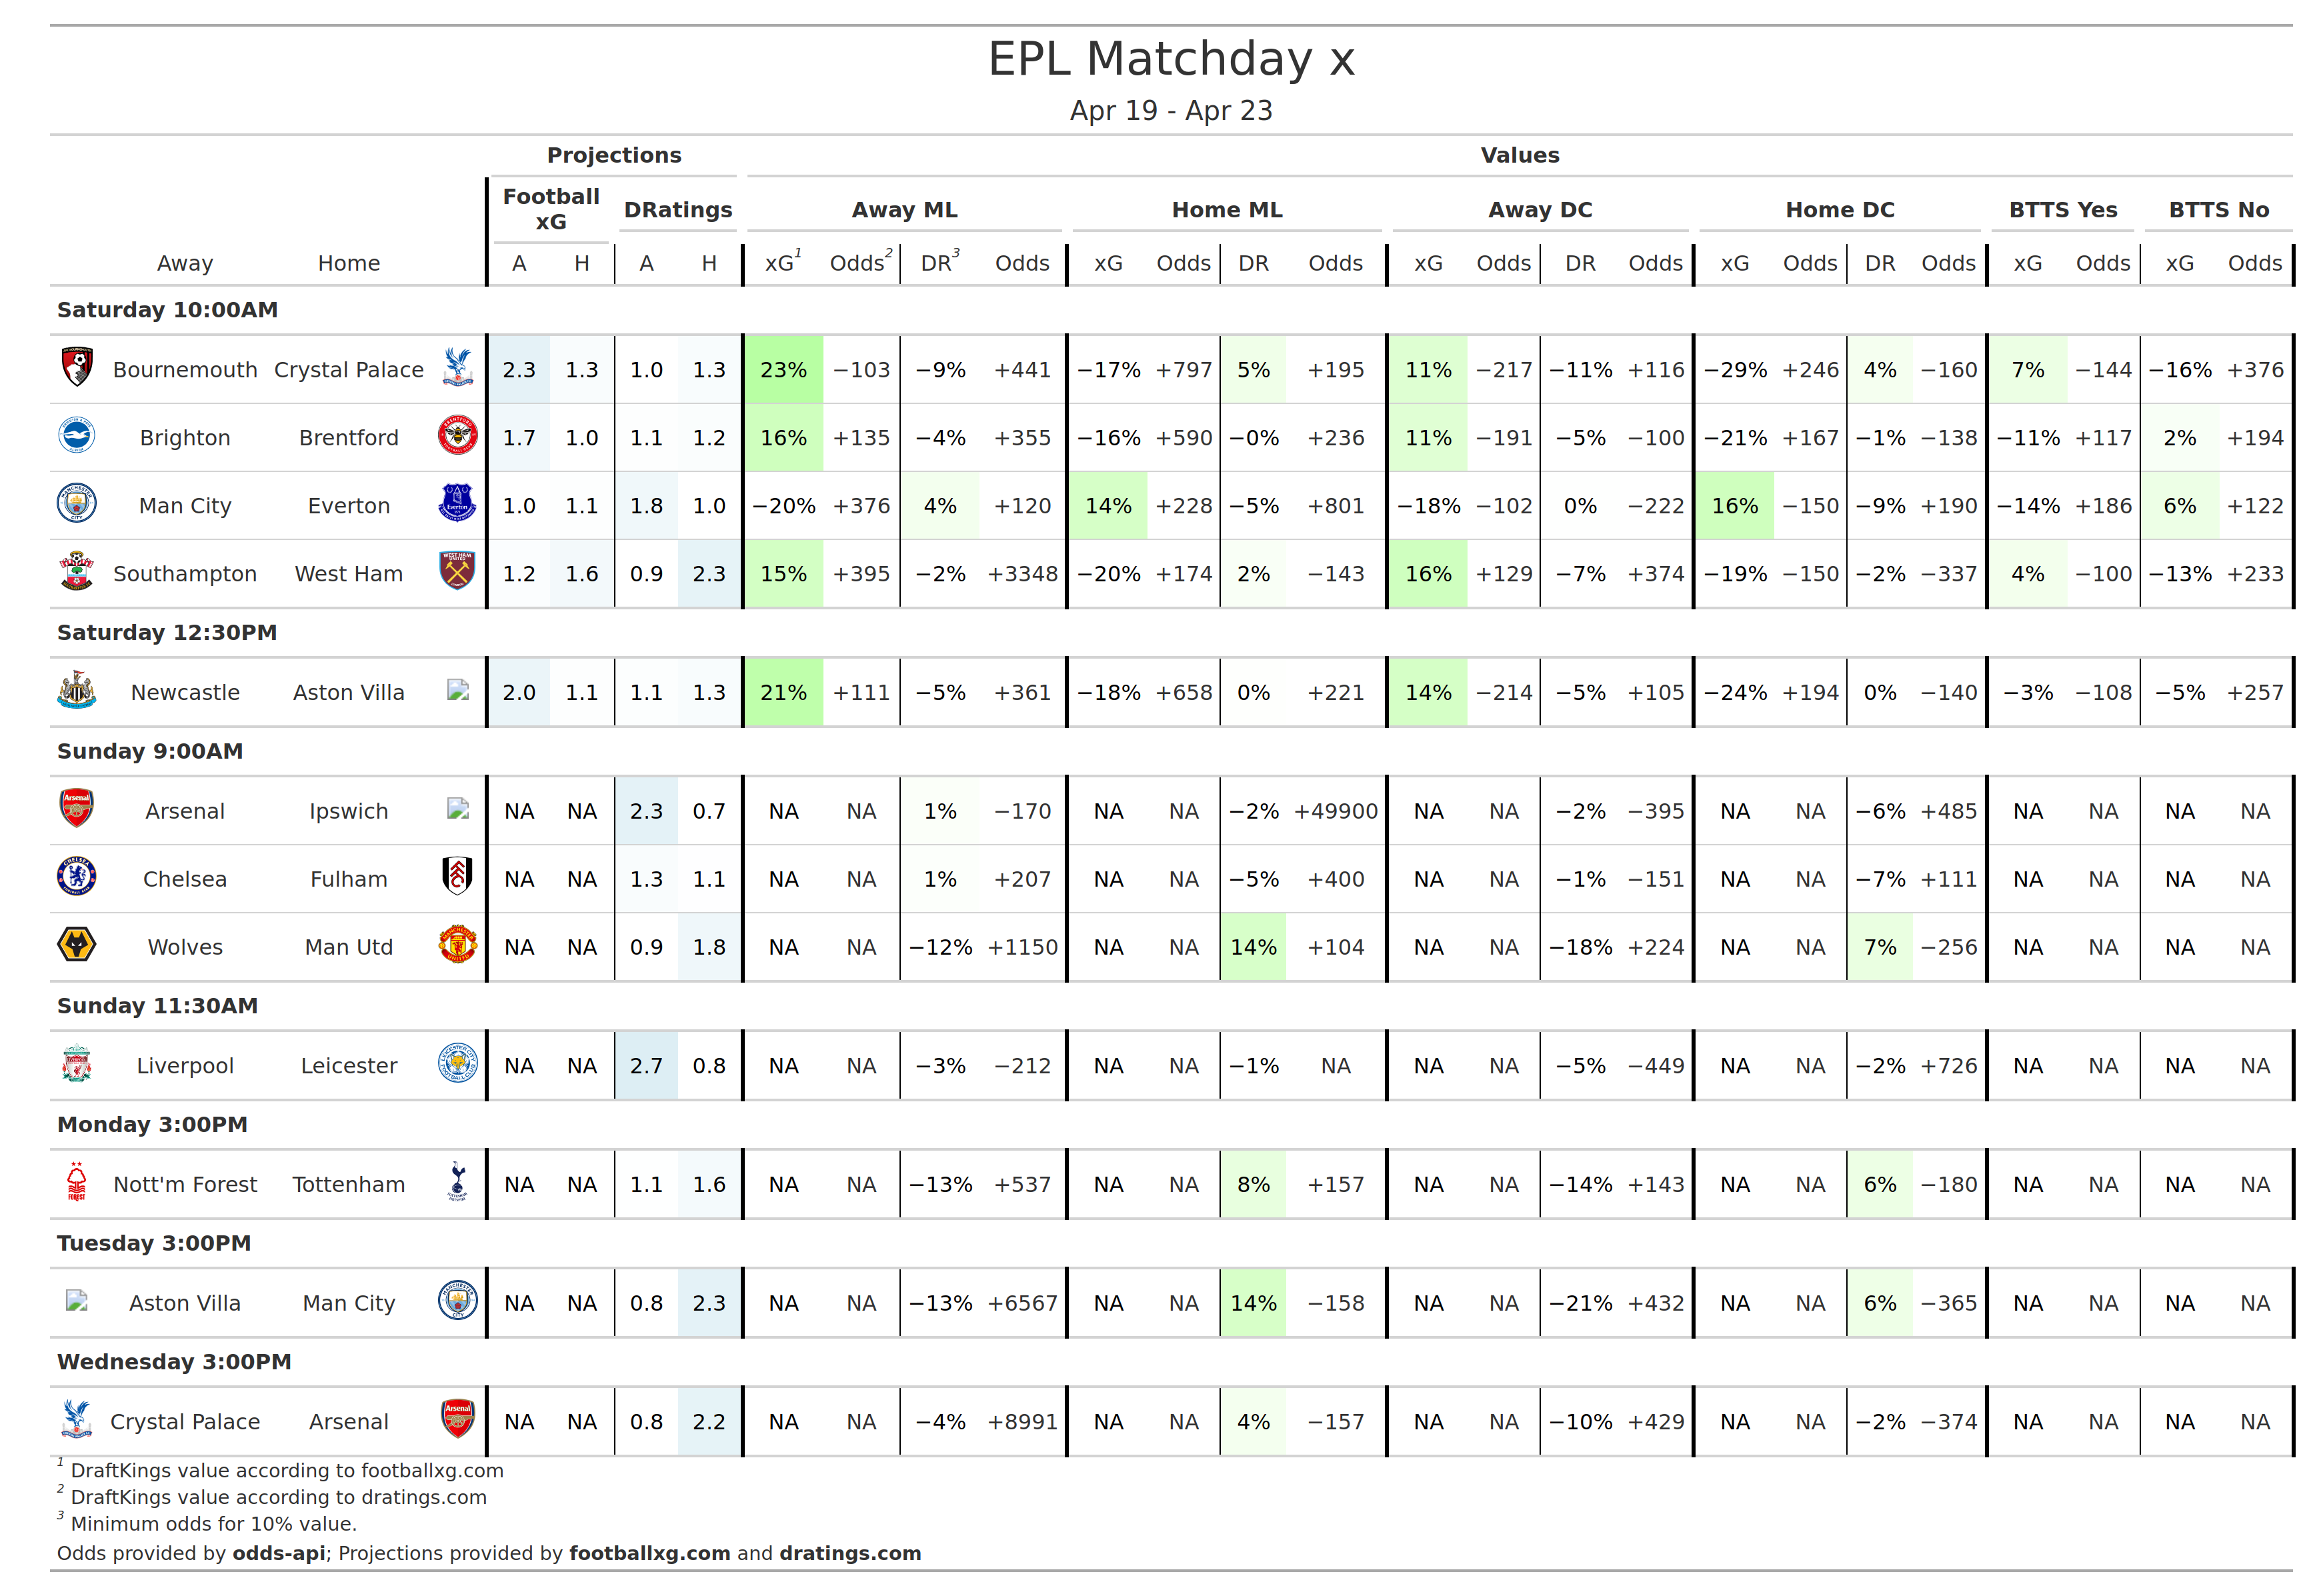 EPL Matchday x
Apr 19 - Apr 23
Projections Values
Football xG DRatings Away ML Home ML Away DC Home DC BTTS Yes BTTS No
Away Home A H A H xG1 Odds2 DR3 Odds xG Odds DR Odds xG Odds DR Odds xG Odds DR Odds xG Odds xG Odds
Saturday 10:00AM
Bournemouth Crystal Palace 2.3 1.3 1.0 1.3 23% −103 −9% +441 −17% +797 5% +195 11% −217 −11% +116 −29% +246 4% −160 7% −144 −16% +376
Brighton Brentford 1.7 1.0 1.1 1.2 16% +135 −4% +355 −16% +590 −0% +236 11% −191 −5% −100 −21% +167 −1% −138 −11% +117 2% +194
Man City Everton 1.0 1.1 1.8 1.0 −20% +376 4% +120 14% +228 −5% +801 −18% −102 0% −222 16% −150 −9% +190 −14% +186 6% +122
Southampton West Ham 1.2 1.6 0.9 2.3 15% +395 −2% +3348 −20% +174 2% −143 16% +129 −7% +374 −19% −150 −2% −337 4% −100 −13% +233
Saturday 12:30PM
Newcastle Aston Villa 2.0 1.1 1.1 1.3 21% +111 −5% +361 −18% +658 0% +221 14% −214 −5% +105 −24% +194 0% −140 −3% −108 −5% +257
Sunday 9:00AM
Arsenal Ipswich NA NA 2.3 0.7 NA NA 1% −170 NA NA −2% +49900 NA NA −2% −395 NA NA −6% +485 NA NA NA NA
Chelsea Fulham NA NA 1.3 1.1 NA NA 1% +207 NA NA −5% +400 NA NA −1% −151 NA NA −7% +111 NA NA NA NA
Wolves Man Utd NA NA 0.9 1.8 NA NA −12% +1150 NA NA 14% +104 NA NA −18% +224 NA NA 7% −256 NA NA NA NA
Sunday 11:30AM
Liverpool Leicester NA NA 2.7 0.8 NA NA −3% −212 NA NA −1% NA NA NA −5% −449 NA NA −2% +726 NA NA NA NA
Monday 3:00PM
Nott'm Forest Tottenham NA NA 1.1 1.6 NA NA −13% +537 NA NA 8% +157 NA NA −14% +143 NA NA 6% −180 NA NA NA NA
Tuesday 3:00PM
Aston Villa Man City NA NA 0.8 2.3 NA NA −13% +6567 NA NA 14% −158 NA NA −21% +432 NA NA 6% −365 NA NA NA NA
Wednesday 3:00PM
Crystal Palace Arsenal NA NA 0.8 2.2 NA NA −4% +8991 NA NA 4% −157 NA NA −10% +429 NA NA −2% −374 NA NA NA NA
1 DraftKings value according to footballxg.com
2 DraftKings value according to dratings.com
3 Minimum odds for 10% value.
Odds provided by odds-api; Projections provided by footballxg.com and dratings.com